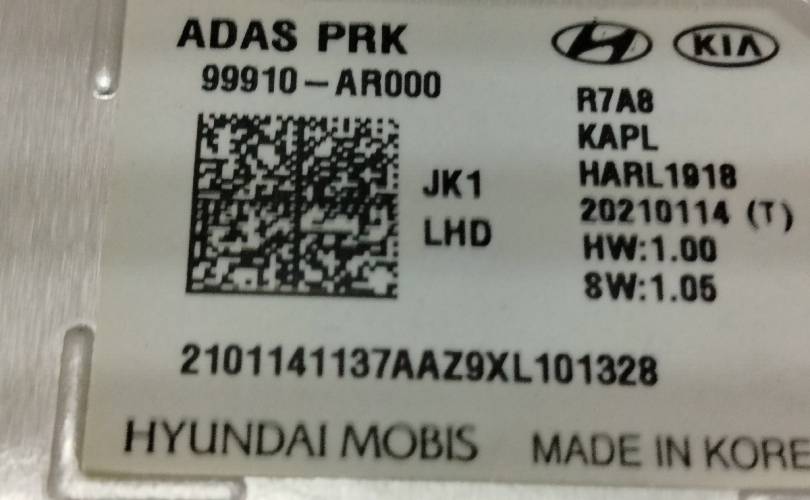 ADAS PRK
99910-AR000
KIA
R7A8
KAPL
HARL1918
20210114 (T)
HW:1.00
SW:1.05
JK1
LHD
2101141137AAZ9XL101328
HYUNDAI MOBIS
MADE IN KORE